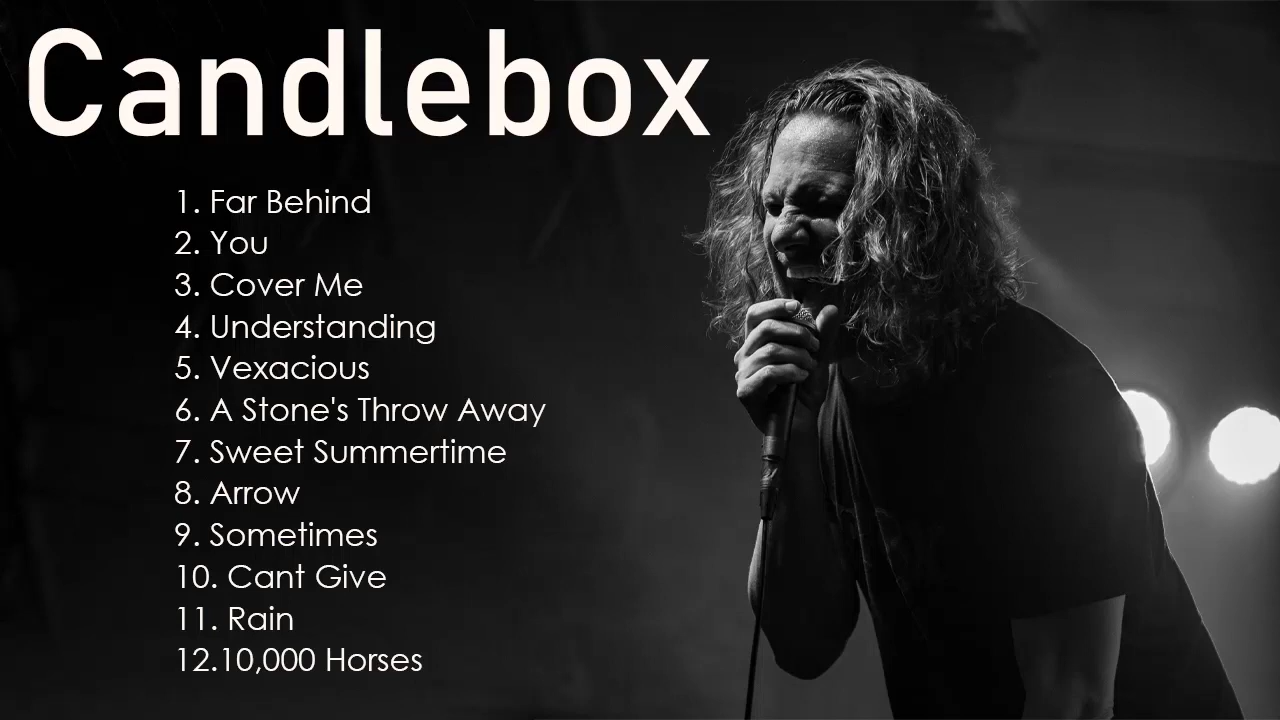 Candlebox
1. Far Behind
2. You
3. Cover Me
4. Understanding
5. Vexacious
6. A Stone's Throw Away
7. Sweet Summertime
8. Arrow
9. Sometimes
10. Cant Give
11. Rain
12.10,000 Horses